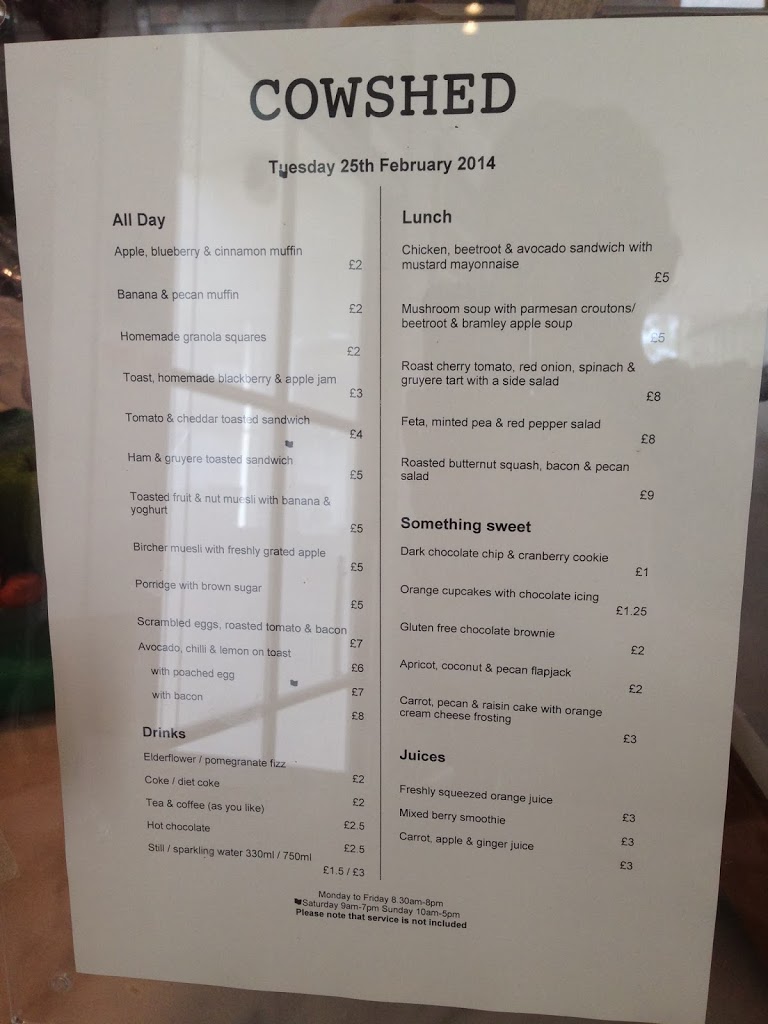 COWSHED
Tuesday 25th February 2014
All Day
Apple, blueberry & cinnamon muffin
£2
Banana & pecan muffin
£2
Homemade granola squares
£2
Toast, homemade blackberry & apple jam
£3
Tomato & cheddar toasted sandwich
£4
Ham & gruyere toasted sandwich
£5
Toasted fruit & nut muesli with banana &
yoghurt
£5
Bircher muesli with freshly grated apple
£5
Porridge with brown sugar
£5
Scrambled eggs, roasted tomato & bacon
£7
Avocado, chilli & lemon on toast
£6
with poached egg
£7
with bacon
£8
Drinks
Elderflower / pomegranate fizz
£2
Coke / diet coke
£2
Tea & coffee (as you like)
£2.5
Hot chocolate
£2.5
Still / sparkling water 330ml / 750ml
£1.5 / £3
Lunch
Chicken, beetroot & avocado sandwich with
mustard mayonnaise
£5
Mushroom soup with parmesan croutons/
beetroot & bramley apple soup
£5
Roast cherry tomato, red onion, spinach &
gruyere tart with a side salad
£8
Feta, minted pea & red pepper salad
£8
Roasted butternut squash, bacon & pecan
salad
£9
Something sweet
Dark chocolate chip & cranberry cookie
£1
Orange cupcakes with chocolate icing
£1.25
Gluten free chocolate brownie
£2
Apricot, coconut & pecan flapjack
£2
Carrot, pecan & raisin cake with orange
cream cheese frosting
£3
Juices
Freshly squeezed orange juice
£3
Mixed berry smoothie
£3
Carrot, apple & ginger juice
£3
Monday to Friday 8.30am-8pm
Saturday 9am-7pm Sunday 10am-5pm
Please note that service is not included